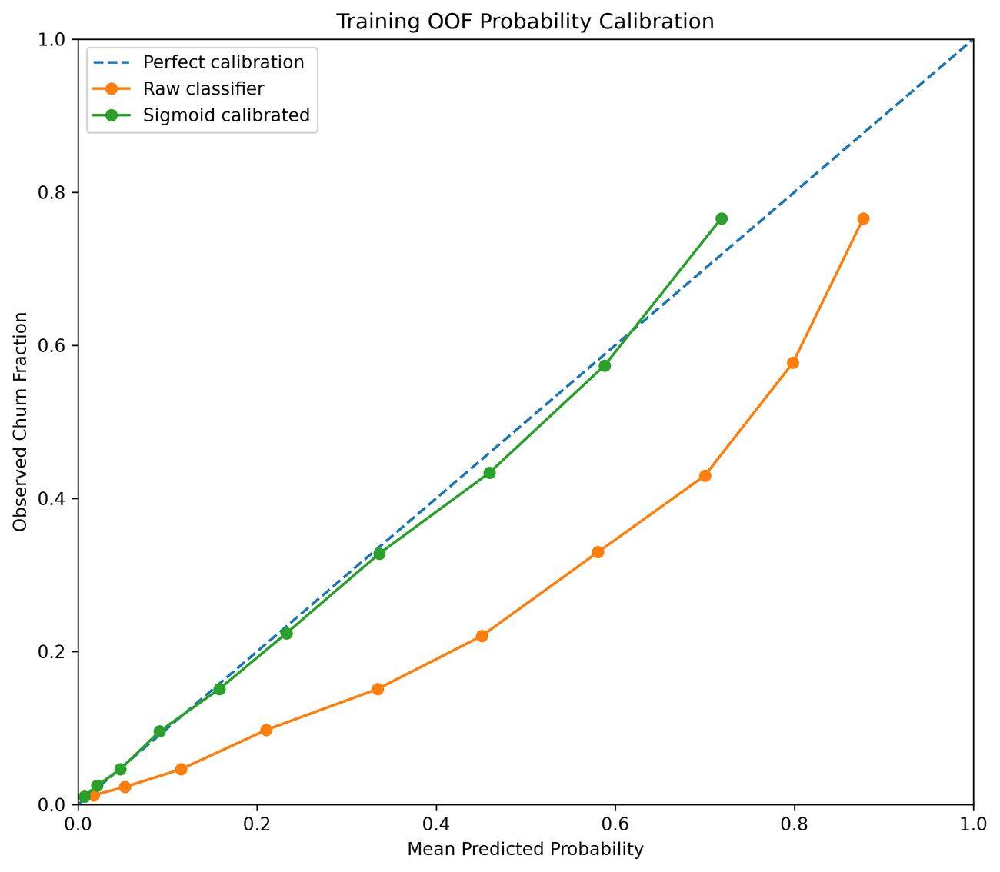 Training OOF Probability Calibration
Perfect calibration
Raw classifier
Sigmoid calibrated
Observed Churn Fraction
1.0
0.8
0.6
0.4
0.2
0.0
0.0 0.2 0.4 0.6 0.8 1.0
Mean Predicted Probability